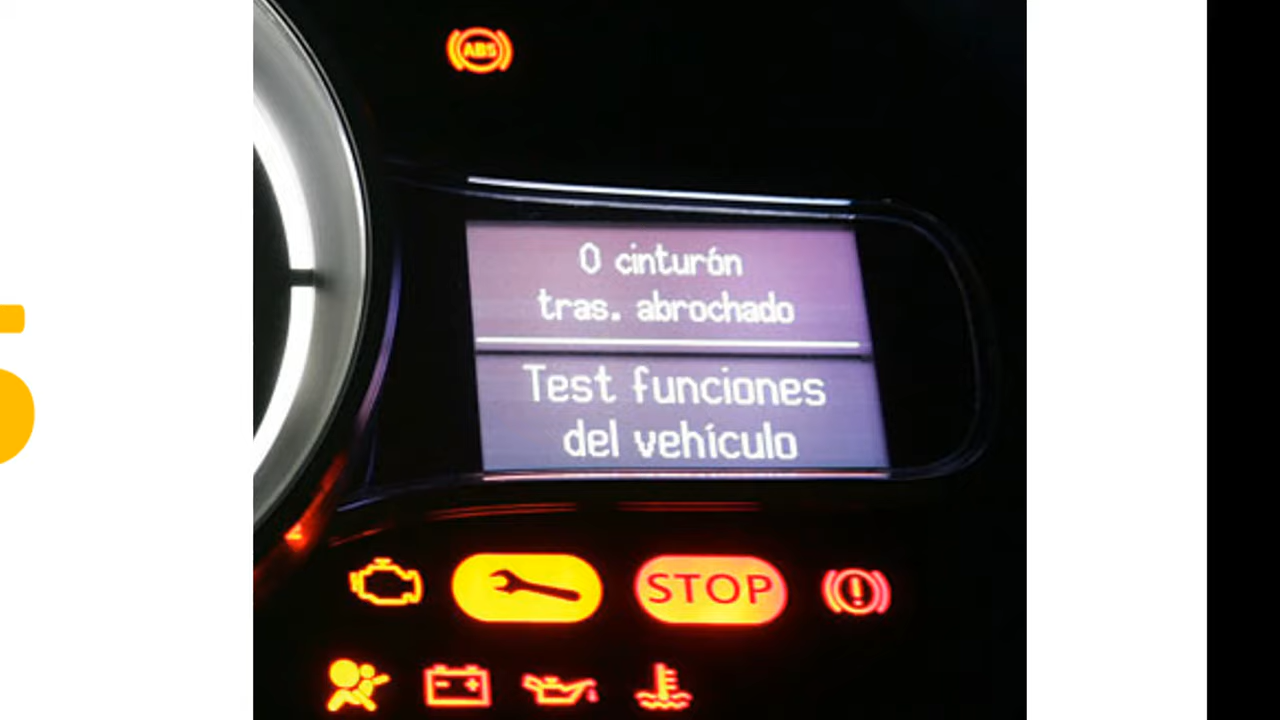 ABS
0 cinturón
tras. abrochado
Test funciones
del vehículo
STOP